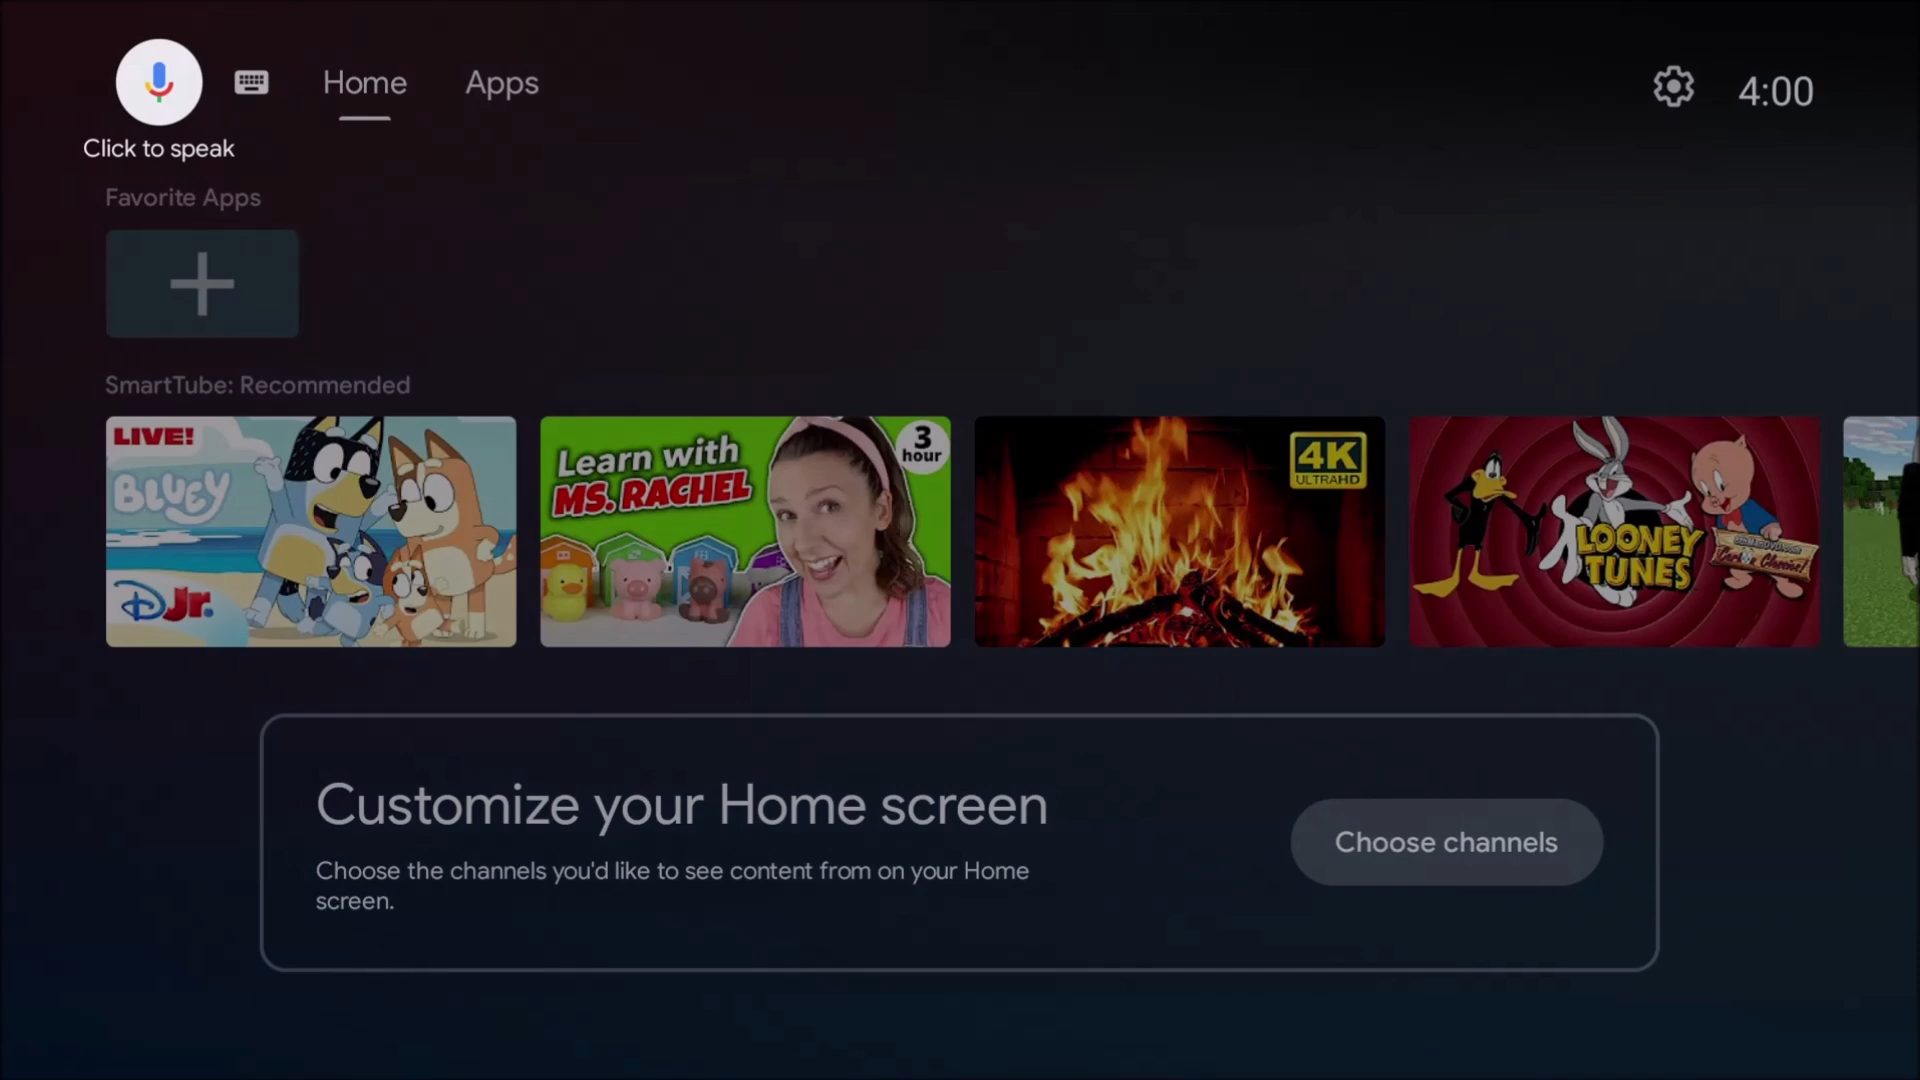 Home
Apps
4:00
Click to speak
Favorite Apps
SmartTube: Recommended
LIVE!
BLUEY
Jr.
Learn with
MS. RACHEL
3
hour
4K
ULTRAHD
LOONEY
TUNES
Customize your Home screen
Choose the channels you'd like to see content from on your Home
screen.
Choose channels